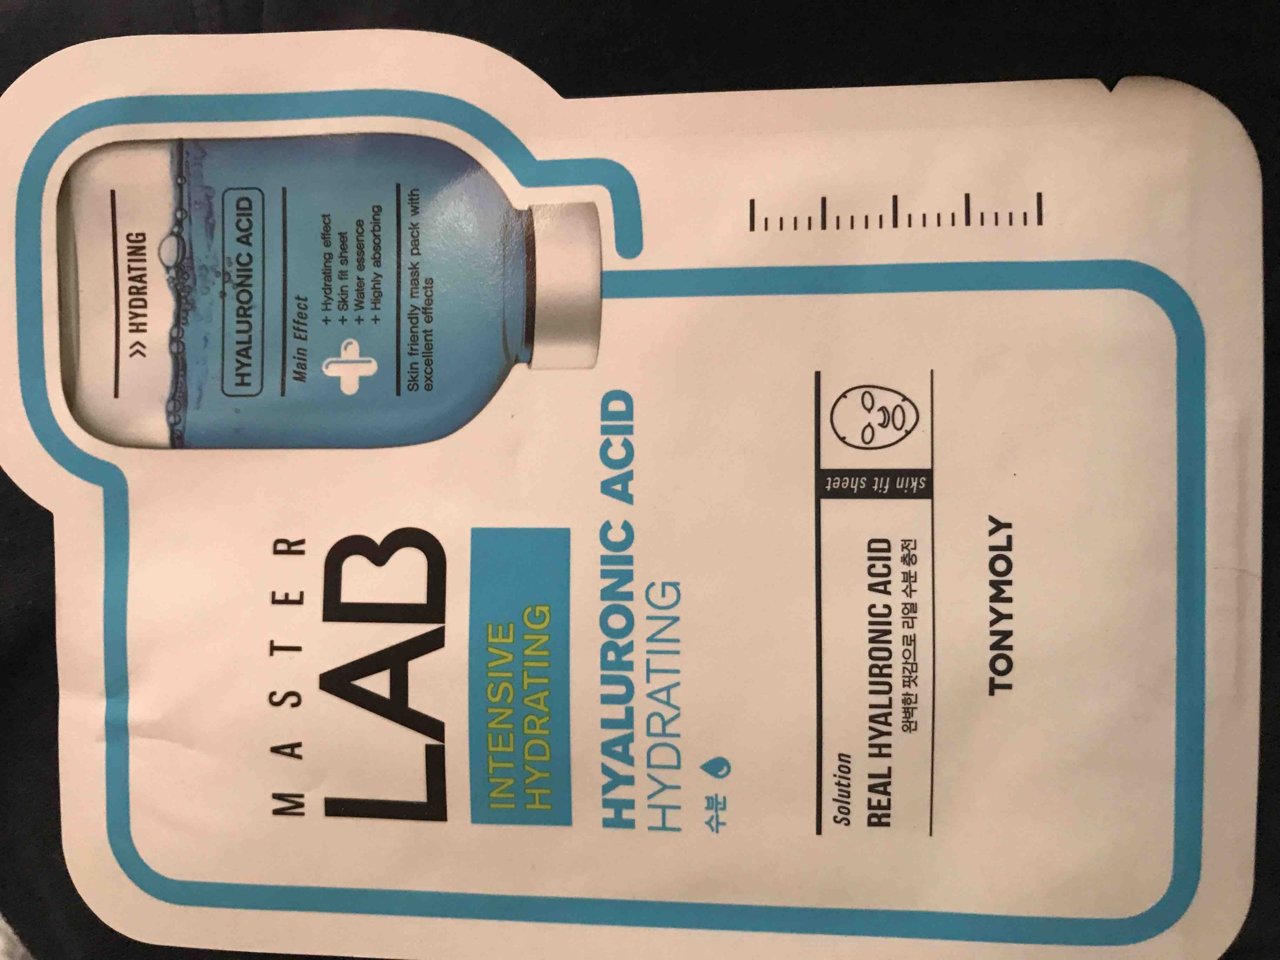 MASTER
LAB
INTENSIVE
HYDRATING
HYALURONIC ACID
HYDRATING
수분
>> HYDRATING
HYALURONIC ACID
Main Effect
+ Hydrating effect
+ Skin fit sheet
+ Water essence
+ Highly absorbing
Skin friendly mask pack with
excellent effects
Solution
REAL HYALURONIC ACID
완벽한 핏감으로 리얼 수분 충전
skin fit sheet
TONYMOLY